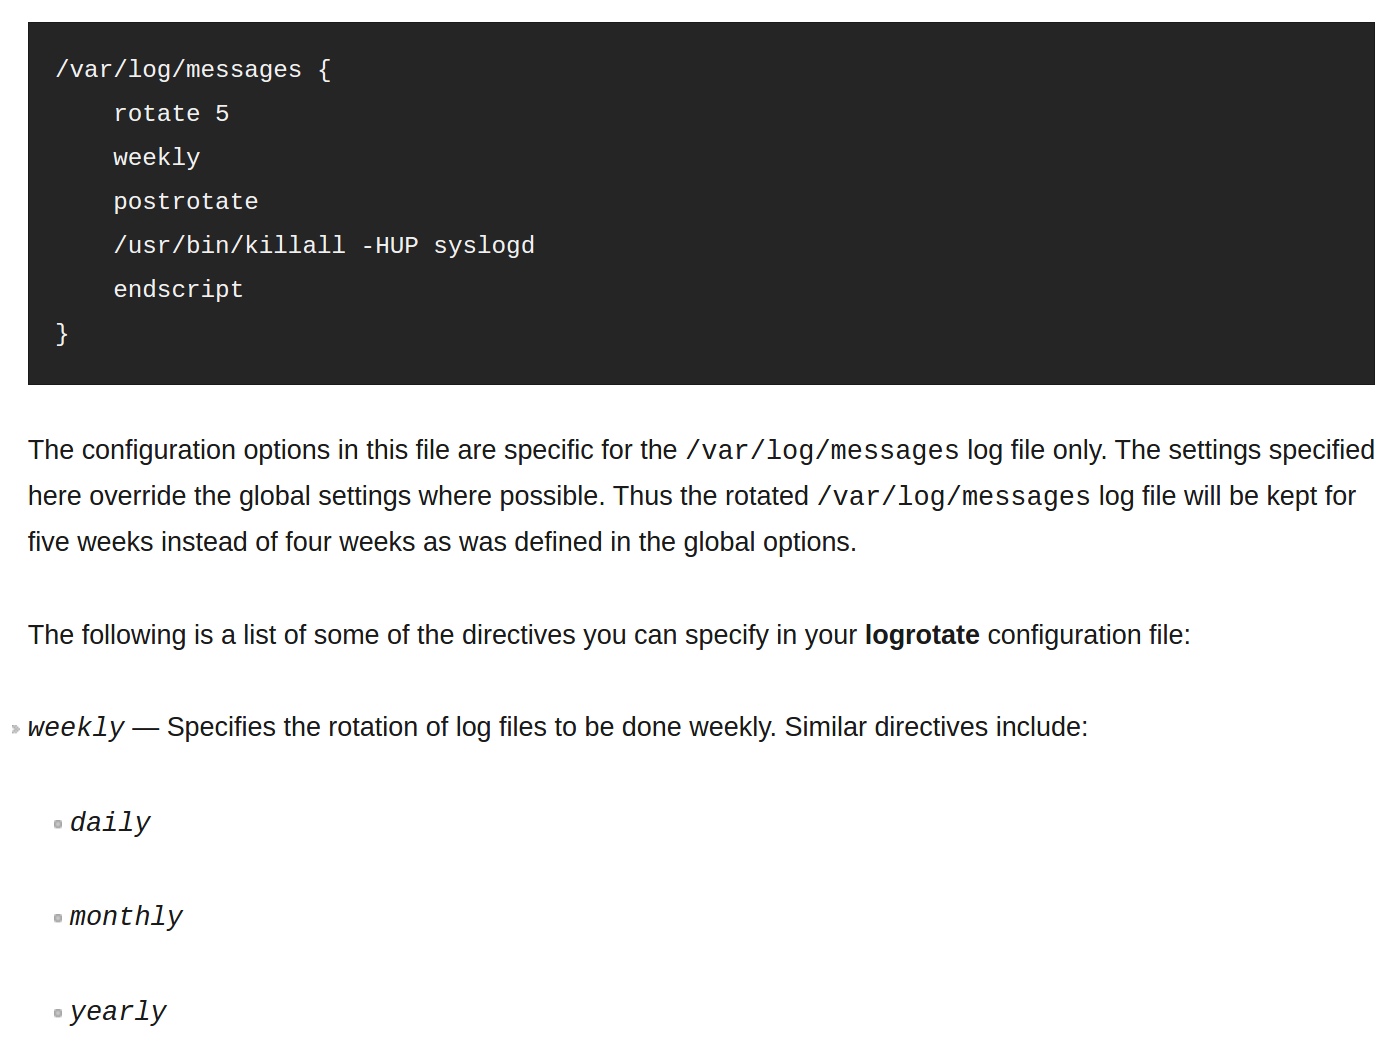 /var/log/messages {
    rotate 5
    weekly
    postrotate
    /usr/bin/killall -HUP syslogd
    endscript
}
The configuration options in this file are specific for the /var/log/messages log file only. The settings specified
here override the global settings where possible. Thus the rotated /var/log/messages log file will be kept for
five weeks instead of four weeks as was defined in the global options.
The following is a list of some of the directives you can specify in your logrotate configuration file:
weekly — Specifies the rotation of log files to be done weekly. Similar directives include:
daily
monthly
yearly